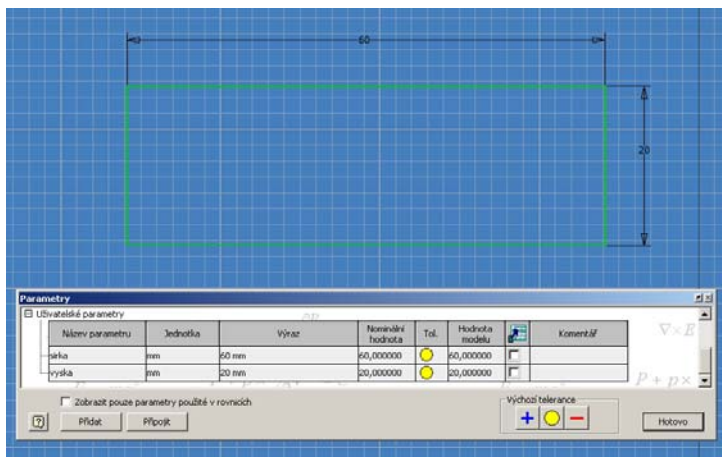 60
20
Parametry
Uživatelské parametry
Název parametru Jednotka Výraz Nominální hodnota Tol. Hodnota modelu Komentář
sirka mm 60 mm 60,000000 60,000000
vyska mm 20 mm 20,000000 20,000000
∇×E
P + p×
Zobrazit pouze parametry použité v rovnicích
Výchozí tolerance
? Přidat Připojit + − Hotovo